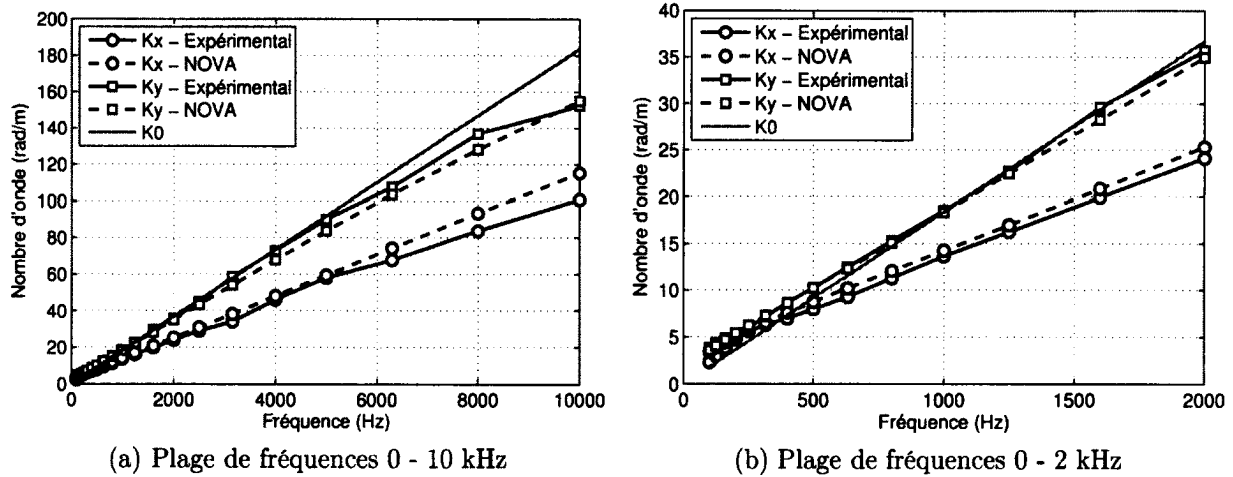 200
180
160
140
120
100
80
60
40
20
0
Nombre d'onde (rad/m)
Kx – Expérimental
Kx – NOVA
Ky – Expérimental
Ky – NOVA
K0
0
2000
4000
6000
8000
10000
Fréquence (Hz)
(a) Plage de fréquences 0 - 10 kHz
40
35
30
25
20
15
10
5
0
Nombre d'onde (rad/m)
Kx – Expérimental
Kx – NOVA
Ky – Expérimental
Ky – NOVA
K0
0
500
1000
1500
2000
Fréquence (Hz)
(b) Plage de fréquences 0 - 2 kHz